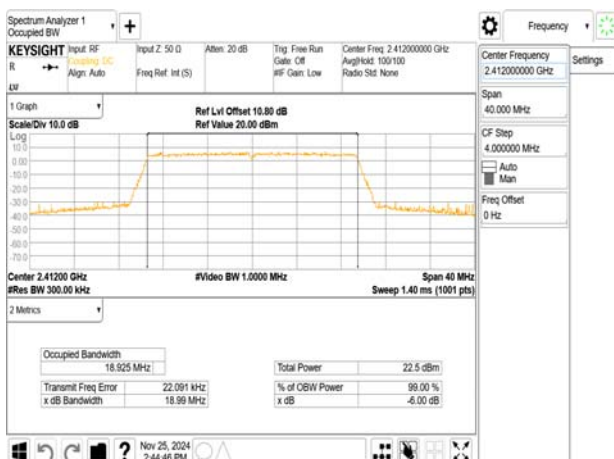 Spectrum Analyzer 1
Occupied BW
Frequency
KEYSIGHT Input: RF Input Z: 50 Ω Atten: 20 dB Trig: Free Run Center Freq: 2.412000000 GHz
R Coupling: DC Gate: Off Avg|Hold: 100/100
Align: Auto Freq Ref: Int (S) #IF Gain: Low Radio Std: None
Center Frequency
2.412000000 GHz
Settings
Span
40.000 MHz
CF Step
4.000000 MHz
Auto
Man
Freq Offset
0 Hz
1 Graph
Ref Lvl Offset 10.80 dB
Scale/Div 10.0 dB Ref Value 20.00 dBm
Log
10.0
0.00
-10.0
-20.0
-30.0
-40.0
-50.0
-60.0
-70.0
Center 2.41200 GHz #Video BW 1.0000 MHz Span 40 MHz
#Res BW 300.00 kHz Sweep 1.40 ms (1001 pts)
2 Metrics
Occupied Bandwidth
18.925 MHz Total Power 22.5 dBm
Transmit Freq Error 22.091 kHz % of OBW Power 99.00 %
x dB Bandwidth 18.99 MHz x dB -6.00 dB
? Nov 25, 2024
2:44:46 PM